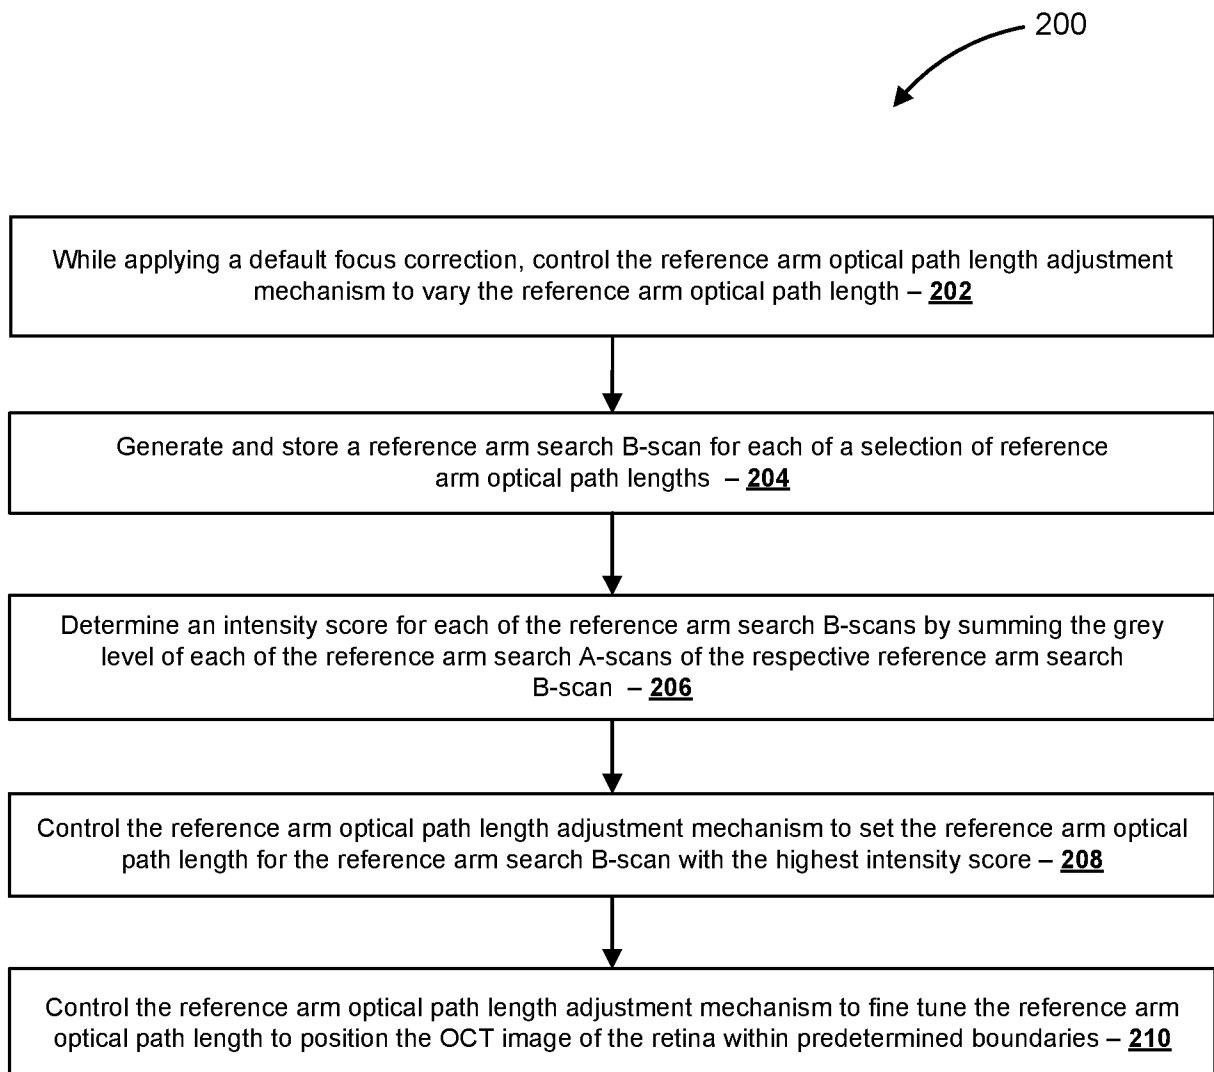 200
While applying a default focus correction, control the reference arm optical path length adjustment
mechanism to vary the reference arm optical path length – 202
Generate and store a reference arm search B-scan for each of a selection of reference
arm optical path lengths – 204
Determine an intensity score for each of the reference arm search B-scans by summing the grey
level of each of the reference arm search A-scans of the respective reference arm search
B-scan – 206
Control the reference arm optical path length adjustment mechanism to set the reference arm optical
path length for the reference arm search B-scan with the highest intensity score – 208
Control the reference arm optical path length adjustment mechanism to fine tune the reference arm
optical path length to position the OCT image of the retina within predetermined boundaries – 210